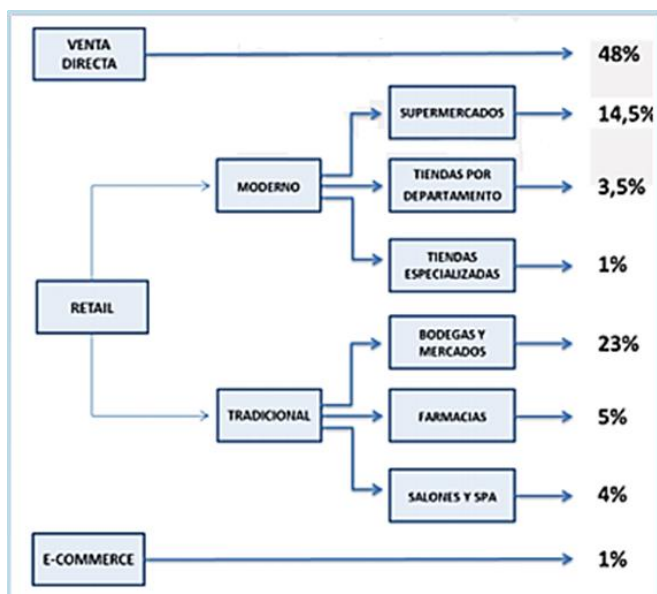 VENTA
DIRECTA
48%
SUPERMERCADOS
14,5%
MODERNO
TIENDAS POR
DEPARTAMENTO
3,5%
TIENDAS
ESPECIALIZADAS
1%
RETAIL
BODEGAS Y
MERCADOS
23%
TRADICIONAL
FARMACIAS
5%
SALONES Y SPA
4%
E-COMMERCE
1%